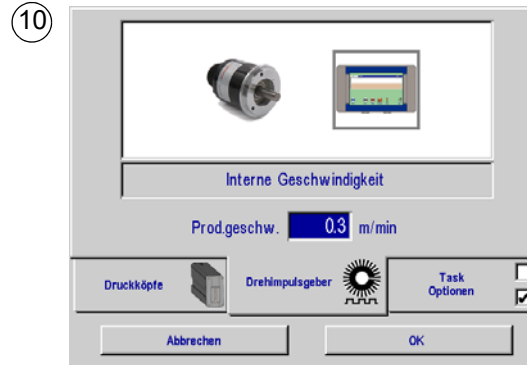 10
Interne Geschwindigkeit
Prod.geschw. 0.3 m/min
Druckköpfe
Drehimpulsgeber
Task
Optionen
Abbrechen
OK